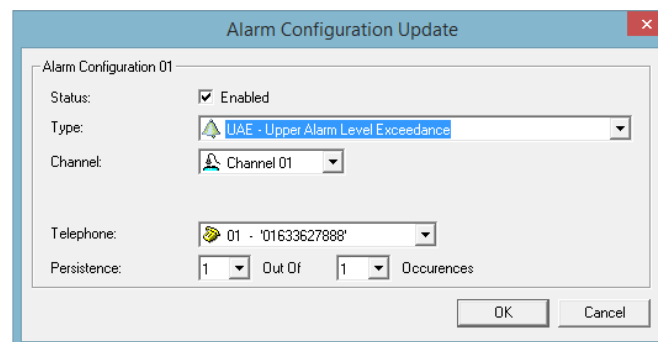 Alarm Configuration Update
Alarm Configuration 01
Status: Enabled
Type: UAE - Upper Alarm Level Exceedance
Channel: Channel 01
Telephone: 01 - '01633627888'
Persistence: 1 Out Of 1 Occurences
OK Cancel